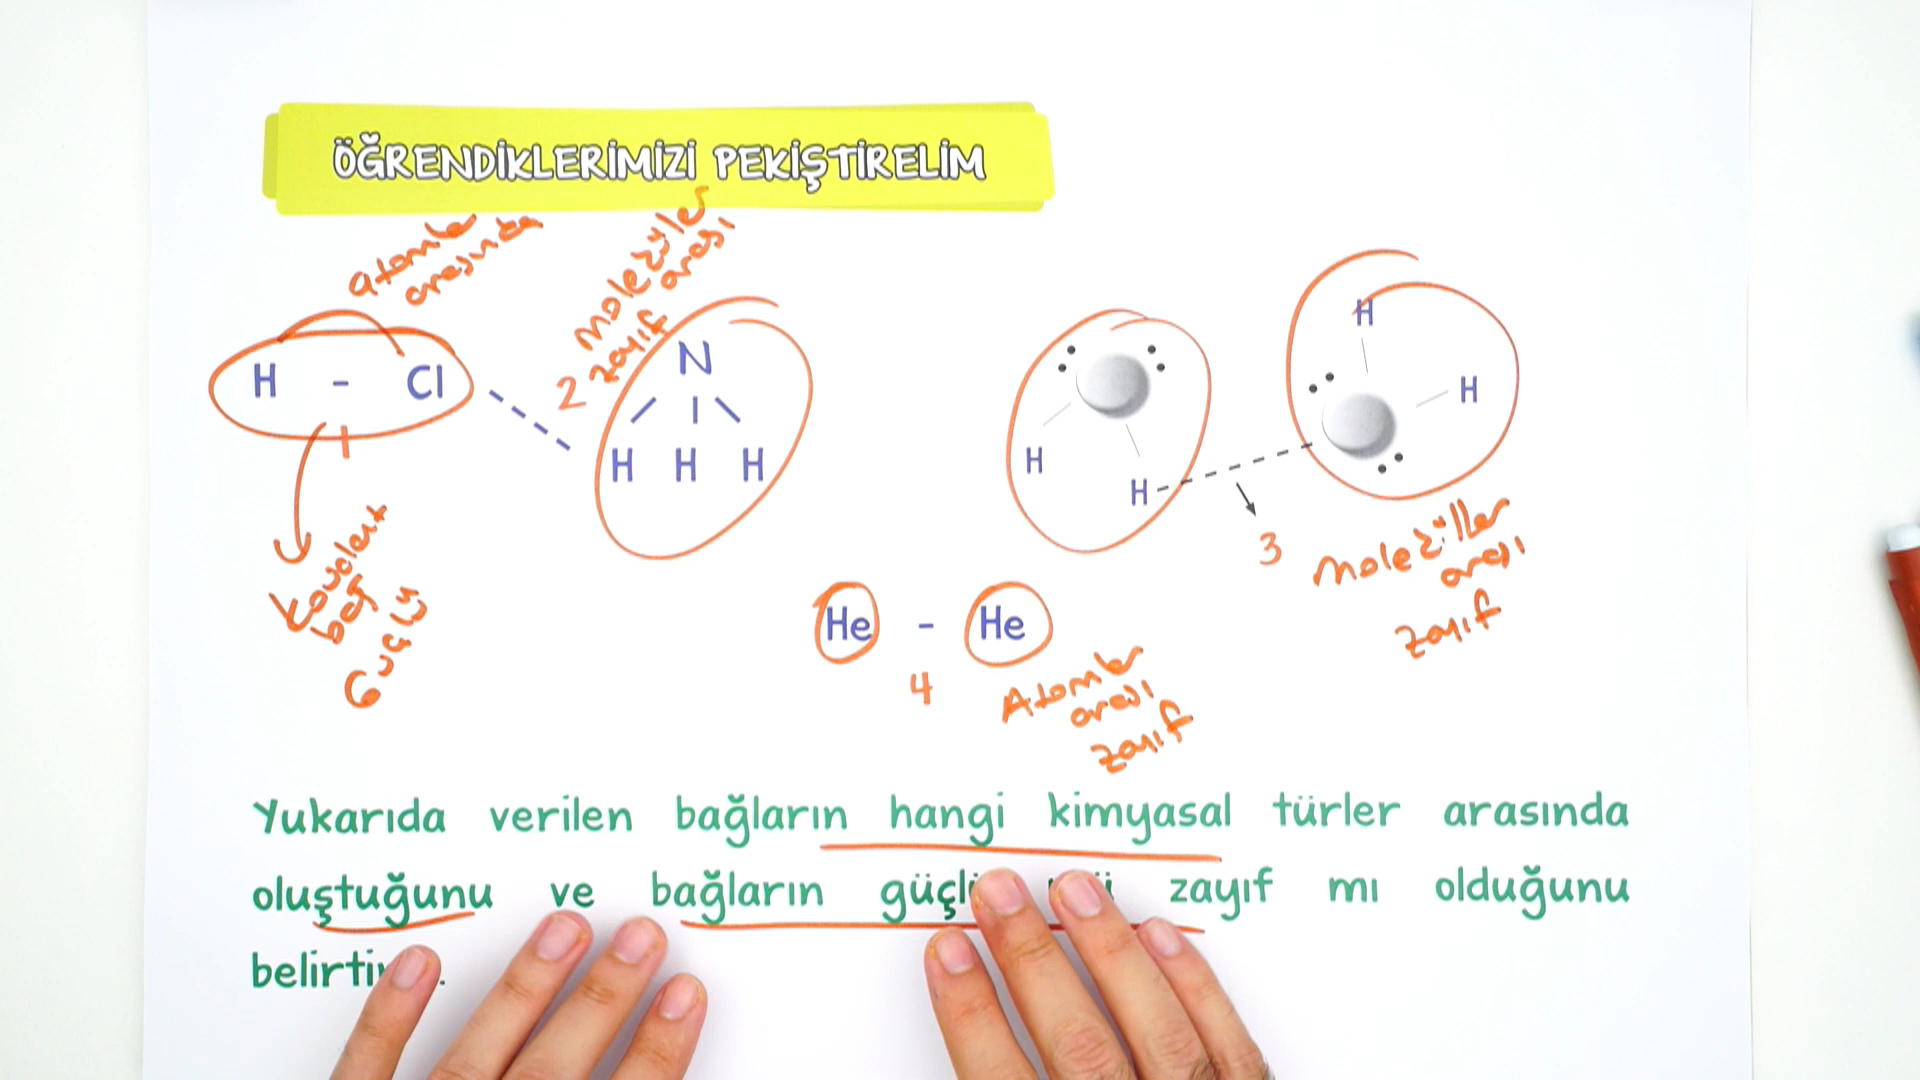 ÖĞRENDİKLERİMİZİ PEKİŞTİRELİM
atomlar
arasında
H - Cl
1
kovalent
bağ
Güçlü
moleküller
arası
2 zayıf
N
H H H
H
H
H
H
3
moleküller
arası
zayıf
He - He
4
Atomlar
arası
zayıf
Yukarıda verilen bağların hangi kimyasal türler arasında
oluştuğunu ve bağların zayıf mı olduğunu